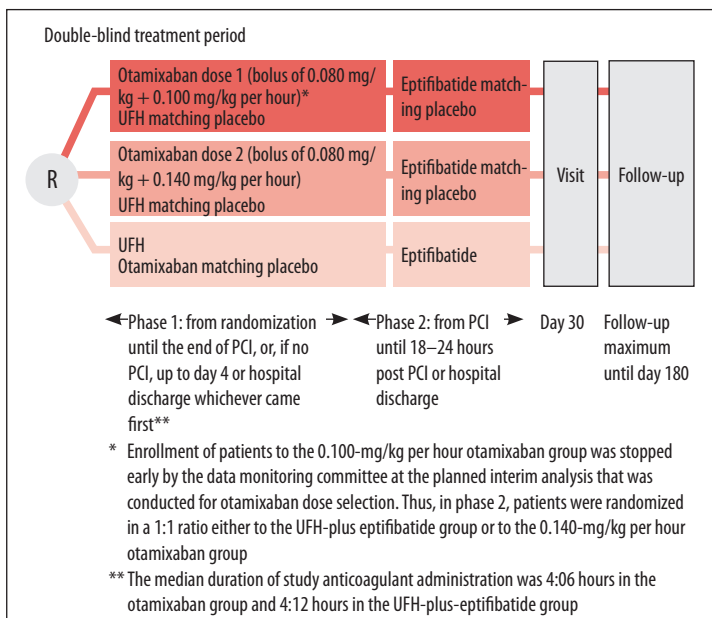 Double-blind treatment period
Otamixaban dose 1 (bolus of 0.080 mg/
kg + 0.100 mg/kg per hour)*
UFH matching placebo
Eptifibatide match-
ing placebo
R
Otamixaban dose 2 (bolus of 0.080 mg/
kg + 0.140 mg/kg per hour)
UFH matching placebo
Eptifibatide match-
ing placebo
Visit
Follow-up
UFH
Otamixaban matching placebo
Eptifibatide
Phase 1: from randomization
until the end of PCI, or, if no
PCI, up to day 4 or hospital
discharge whichever came
first**
Phase 2: from PCI
until 18–24 hours
post PCI or hospital
discharge
Day 30
Follow-up
maximum
until day 180
* Enrollment of patients to the 0.100-mg/kg per hour otamixaban group was stopped
early by the data monitoring committee at the planned interim analysis that was
conducted for otamixaban dose selection. Thus, in phase 2, patients were randomized
in a 1:1 ratio either to the UFH-plus eptifibatide group or to the 0.140-mg/kg per hour
otamixaban group
** The median duration of study anticoagulant administration was 4:06 hours in the
otamixaban group and 4:12 hours in the UFH-plus-eptifibatide group